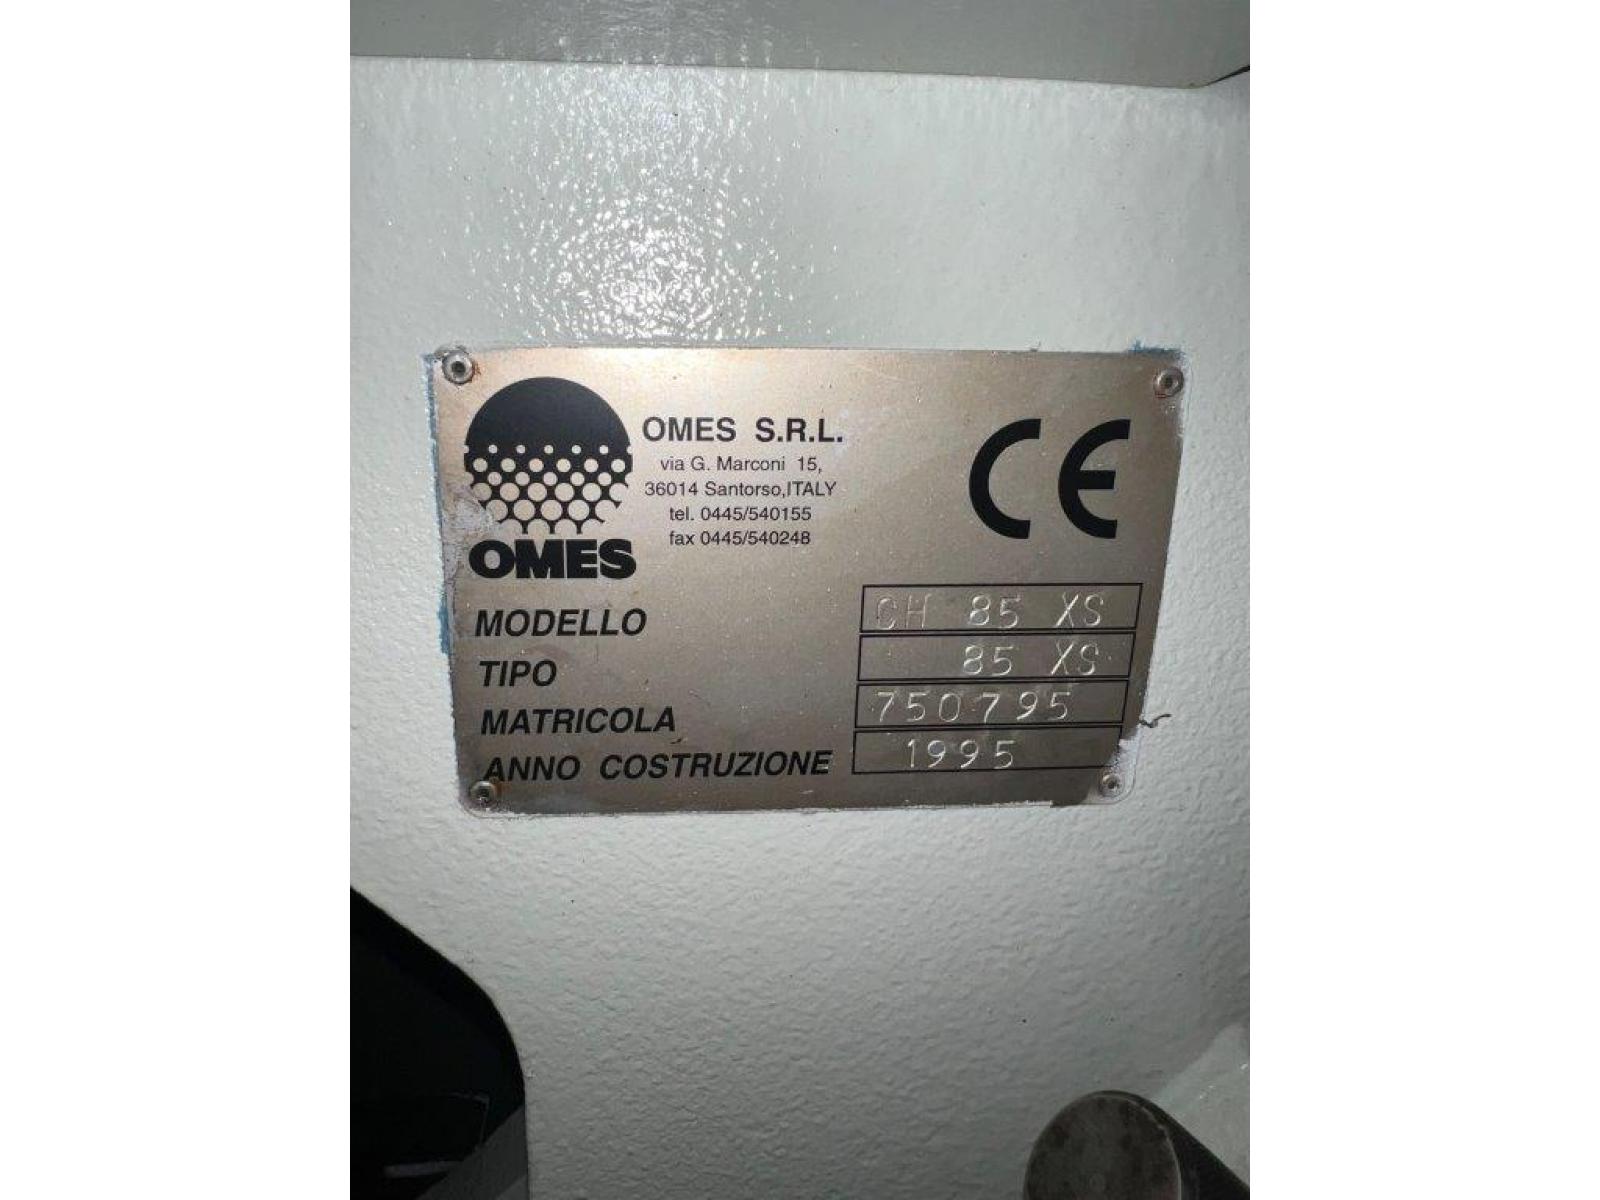 OMES S.R.L.
via G. Marconi 15,
36014 Santorso,ITALY
tel. 0445/540155
fax 0445/540248
CE
OMES
MODELLO CH 85 XS
TIPO 85 XS
MATRICOLA 750795
ANNO COSTRUZIONE 1995